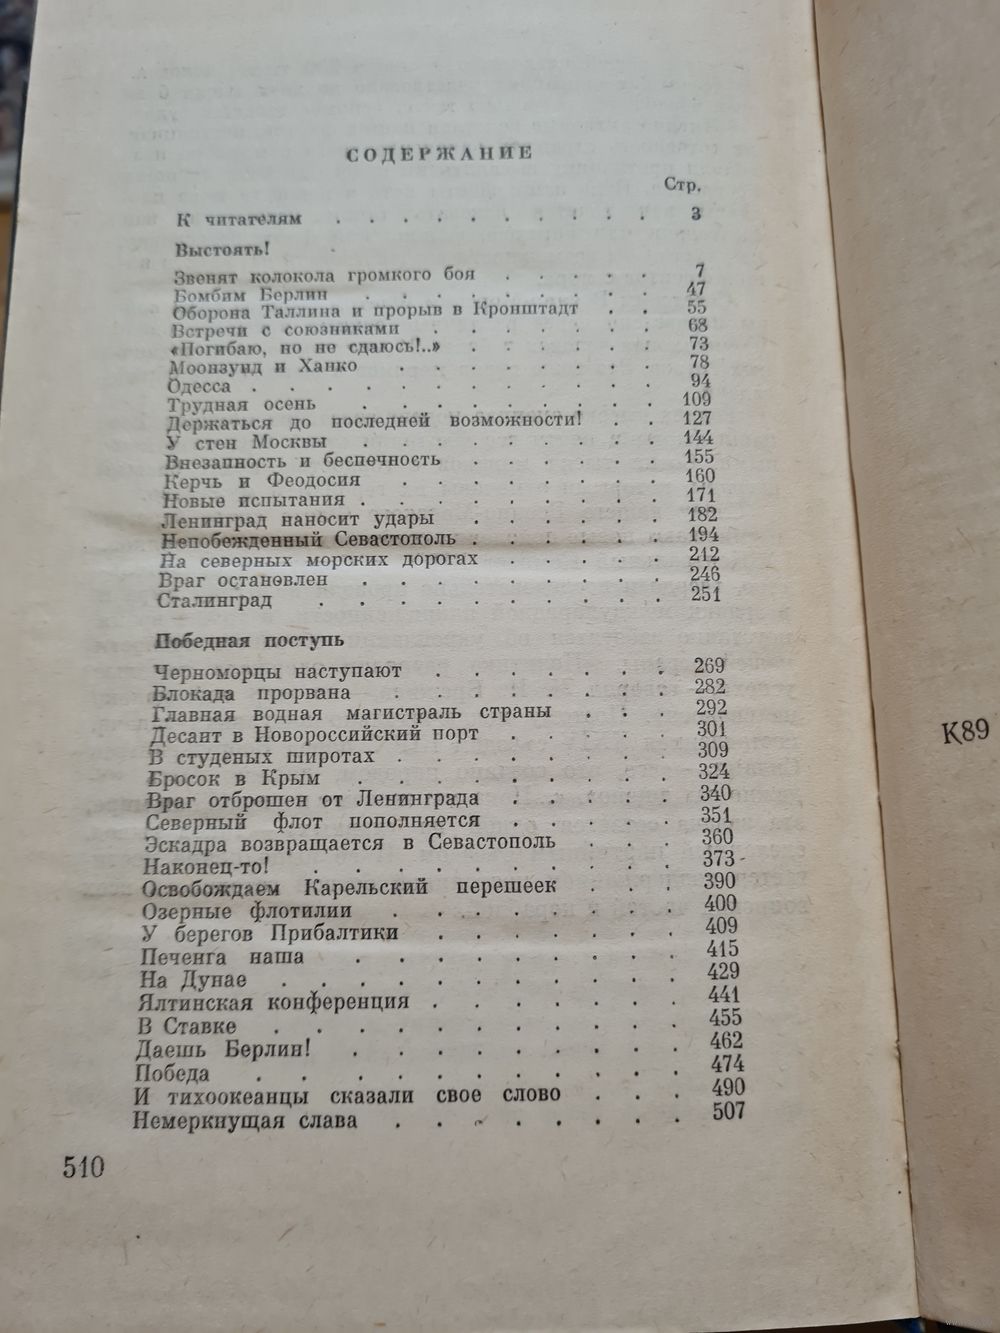 СОДЕРЖАНИЕ
Стр.
К читателям . . . . . . . . . . 3
Выстоять!
Звенят колокола громкого боя . . . . . 7
Бомбим Берлин . . . . . . . . 47
Оборона Таллина и прорыв в Кронштадт . . 55
Встречи с союзниками . . . . . . 68
«Погибаю, но не сдаюсь!..» . . . . . . 73
Моонзунд и Ханко . . . . . . . 78
Одесса . . . . . . . . . . 94
Трудная осень . . . . . . . . 109
Держаться до последней возможности! . . 127
У стен Москвы . . . . . . . . 144
Внезапность и беспечность . . . . . 155
Керчь и Феодосия . . . . . . . 160
Новые испытания . . . . . . . . 171
Ленинград наносит удары . . . . . 182
Непобежденный Севастополь . . . . . 194
На северных морских дорогах . . . . 212
Враг остановлен . . . . . . . . 246
Сталинград . . . . . . . . . 251
Победная поступь
Черноморцы наступают . . . . . . 269
Блокада прорвана . . . . . . . 282
Главная водная магистраль страны . . . 292
Десант в Новороссийский порт . . . . . 301
В студеных широтах . . . . . . . 309
Бросок в Крым . . . . . . . . 324
Враг отброшен от Ленинграда . . . . . 340
Северный флот пополняется . . . . . 351
Эскадра возвращается в Севастополь . . . 360
Наконец-то! . . . . . . . . . 373
Освобождаем Карельский перешеек . . . 390
Озерные флотилии . . . . . . . . 400
У берегов Прибалтики . . . . . . . 409
Печенга наша . . . . . . . . 415
На Дунае . . . . . . . . . . 429
Ялтинская конференция . . . . . . . 441
В Ставке . . . . . . . . . . 455
Даешь Берлин! . . . . . . . . 462
Победа . . . . . . . . . . 474
И тихоокеанцы сказали свое слово . . . 490
Немеркнущая слава . . . . . . . . 507
510
К89